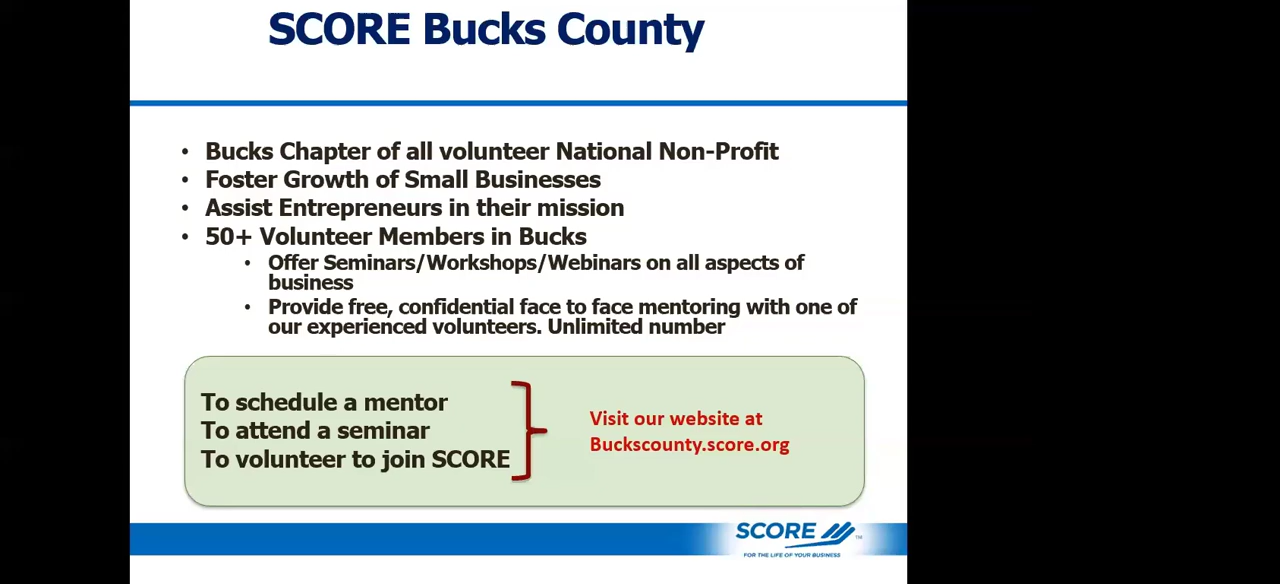 SCORE Bucks County
• Bucks Chapter of all volunteer National Non-Profit
• Foster Growth of Small Businesses
• Assist Entrepreneurs in their mission
• 50+ Volunteer Members in Bucks
• Offer Seminars/Workshops/Webinars on all aspects of
business
• Provide free, confidential face to face mentoring with one of
our experienced volunteers. Unlimited number
To schedule a mentor
To attend a seminar
To volunteer to join SCORE
Visit our website at
Buckscounty.score.org
SCORE ™
FOR THE LIFE OF YOUR BUSINESS